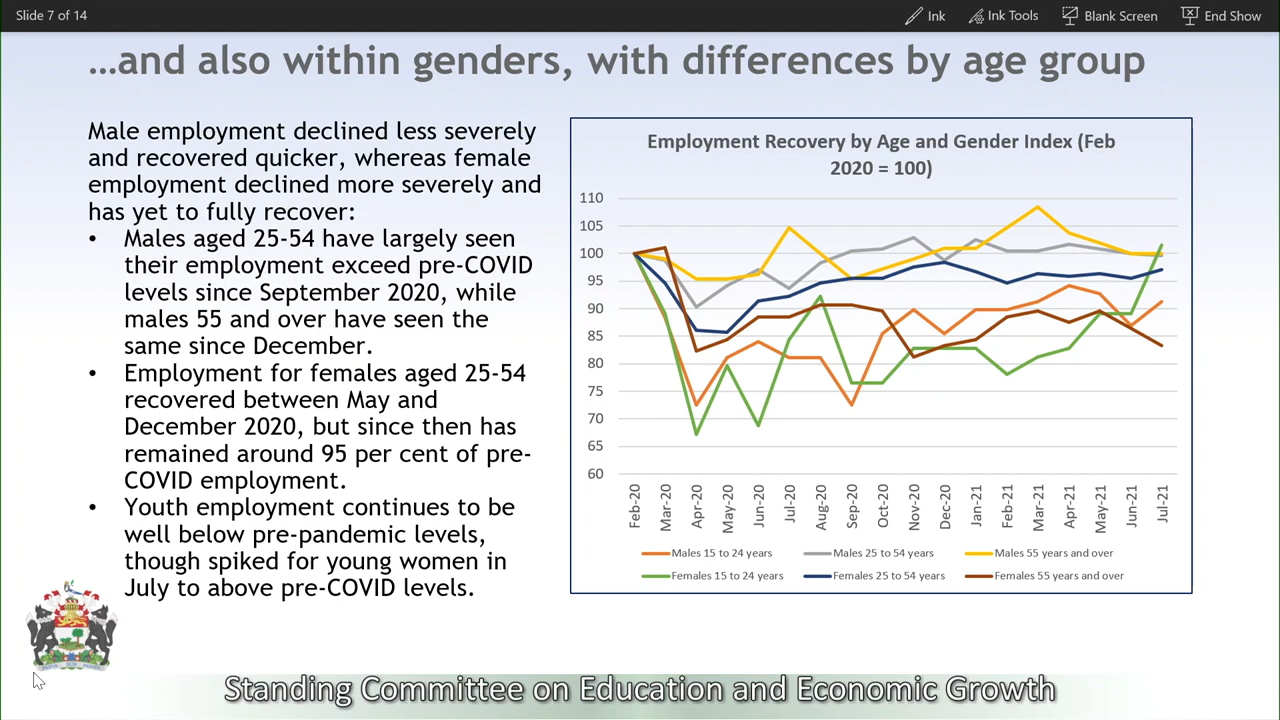 Slide 7 of 14
Ink
Ink Tools
Blank Screen
End Show
...and also within genders, with differences by age group
Male employment declined less severely
and recovered quicker, whereas female
employment declined more severely and
has yet to fully recover:
• Males aged 25-54 have largely seen
their employment exceed pre-COVID
levels since September 2020, while
males 55 and over have seen the
same since December.
• Employment for females aged 25-54
recovered between May and
December 2020, but since then has
remained around 95 per cent of pre-
COVID employment.
• Youth employment continues to be
well below pre-pandemic levels,
though spiked for young women in
July to above pre-COVID levels.
Employment Recovery by Age and Gender Index (Feb
2020 = 100)
110
105
100
95
90
85
80
75
70
65
60
Feb-20
Mar-20
Apr-20
May-20
Jun-20
Jul-20
Aug-20
Sep-20
Oct-20
Nov-20
Dec-20
Jan-21
Feb-21
Mar-21
Apr-21
May-21
Jun-21
Jul-21
Males 15 to 24 years
Males 25 to 54 years
Males 55 years and over
Females 15 to 24 years
Females 25 to 54 years
Females 55 years and over
Standing Committee on Education and Economic Growth